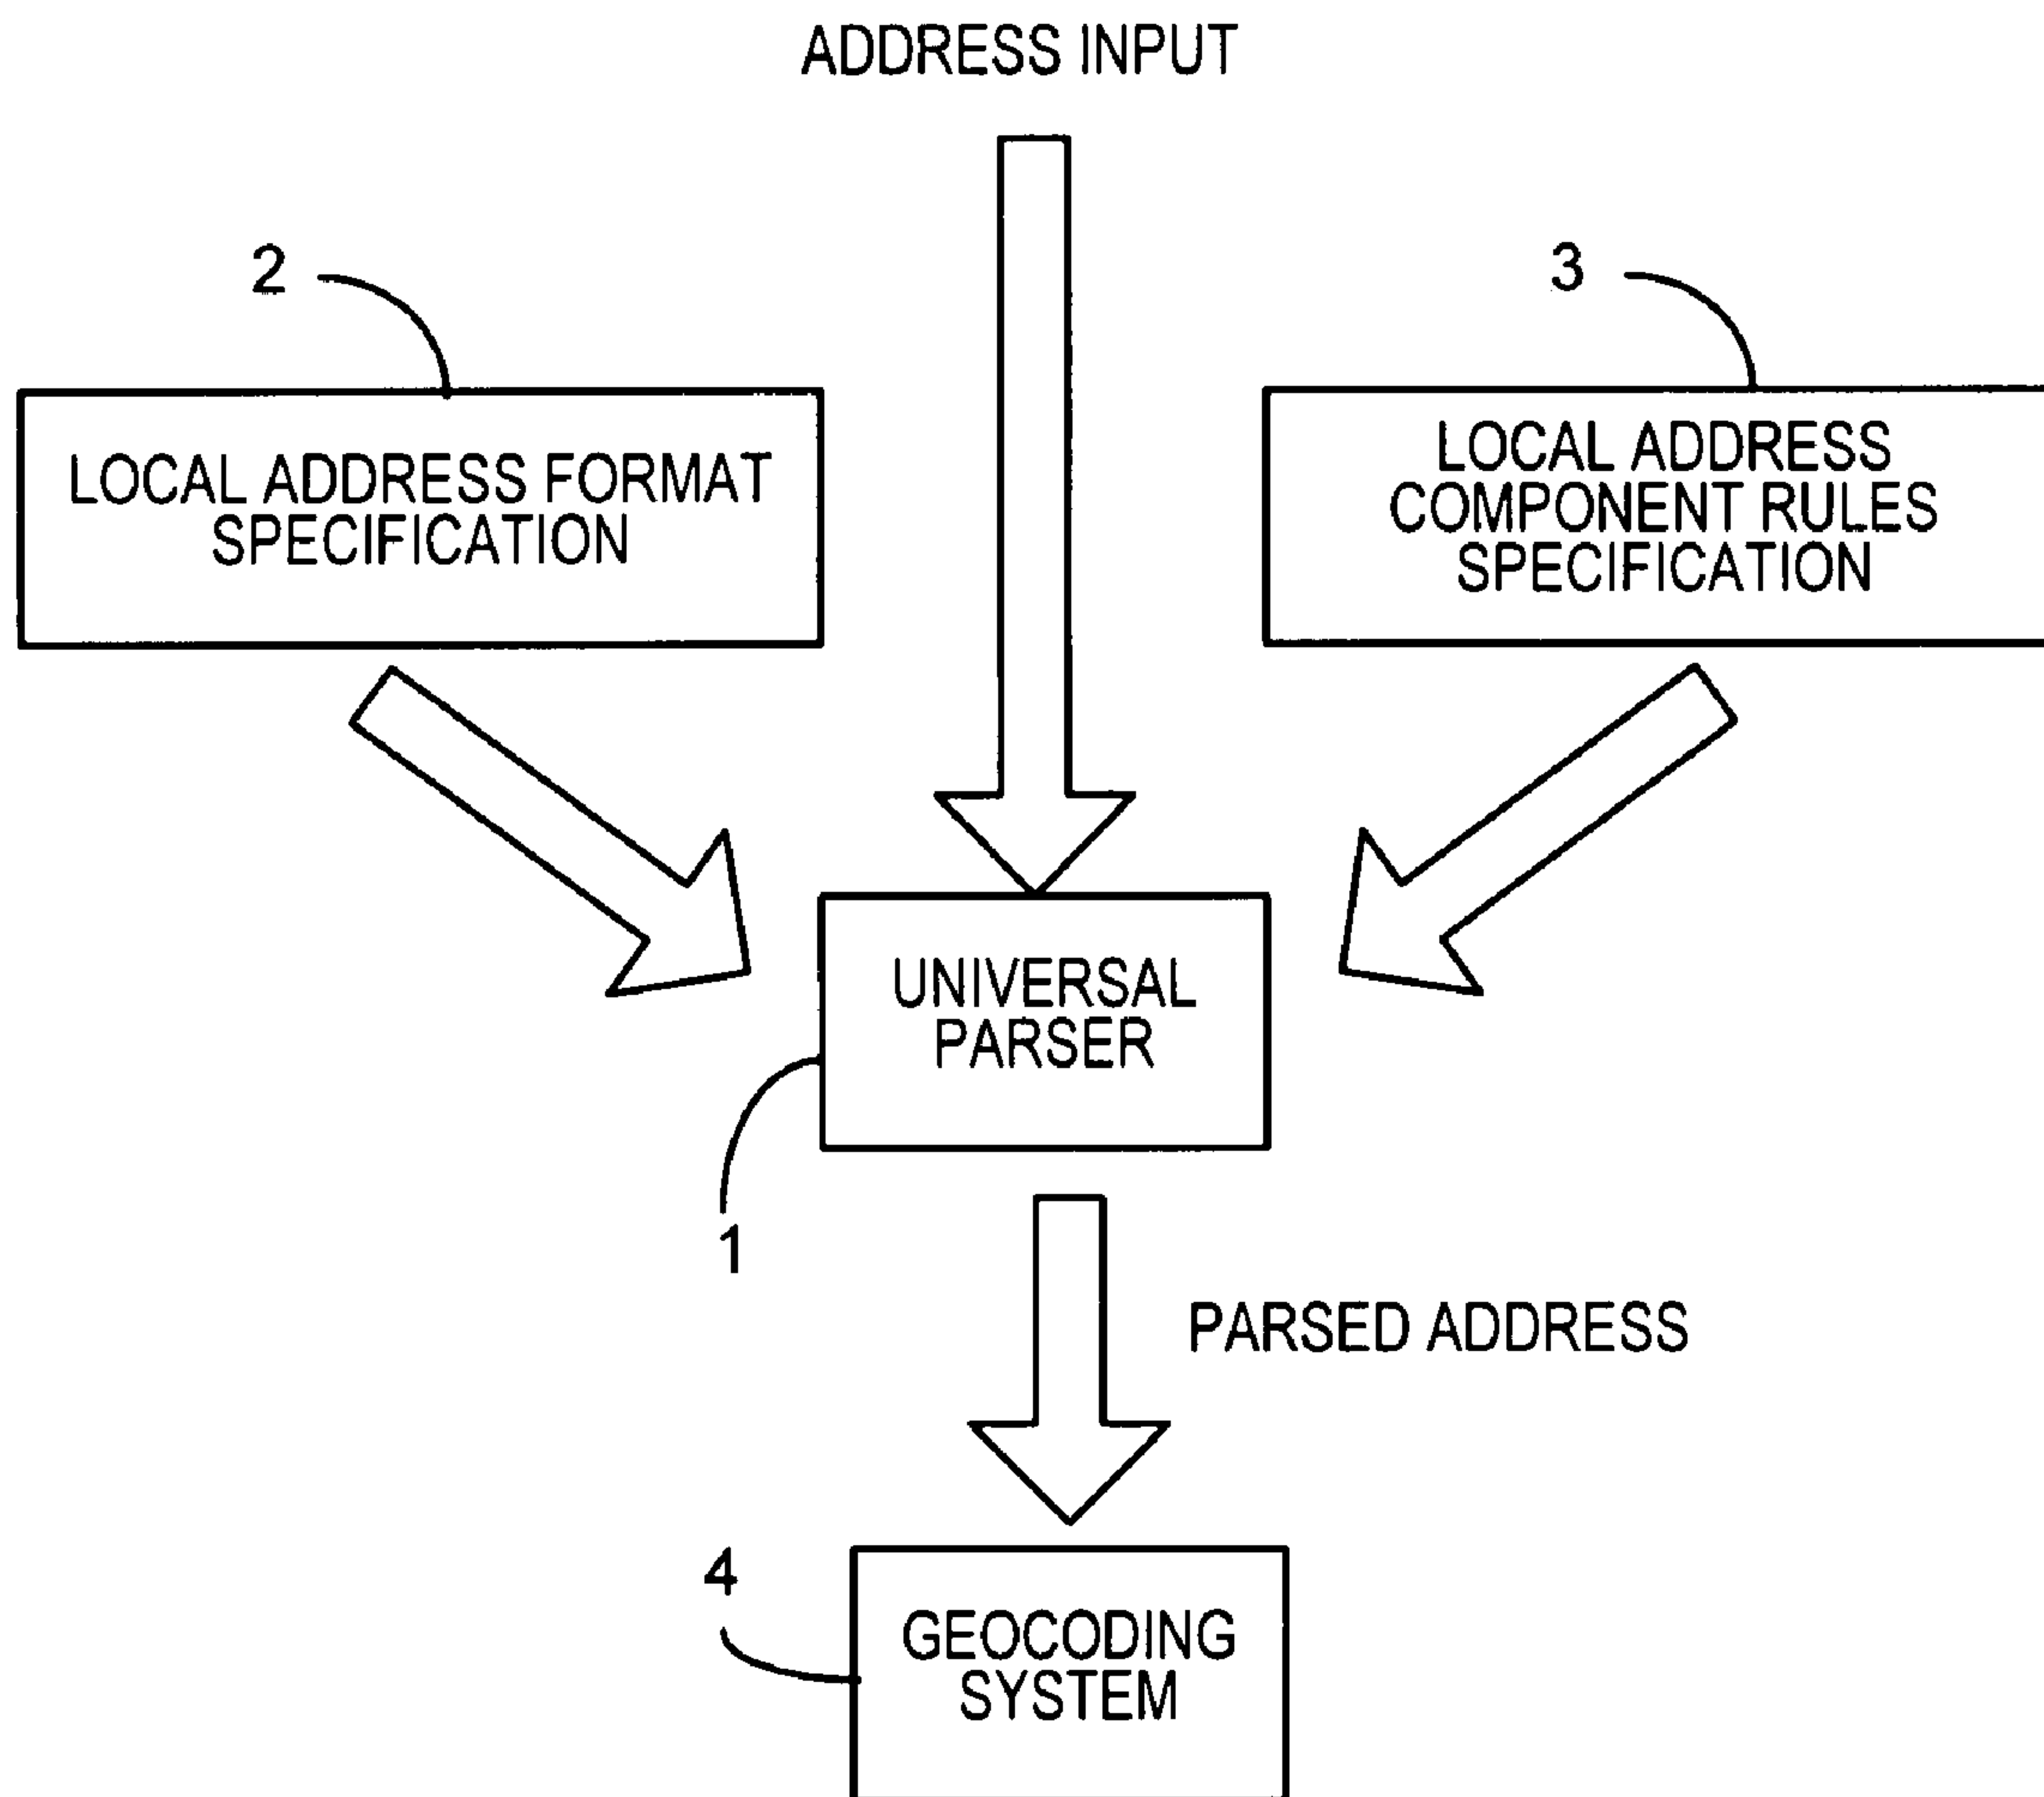 ADDRESS INPUT
2
3
LOCAL ADDRESS FORMAT
SPECIFICATION
LOCAL ADDRESS
COMPONENT RULES
SPECIFICATION
UNIVERSAL
PARSER
1
PARSED ADDRESS
4
GEOCODING
SYSTEM